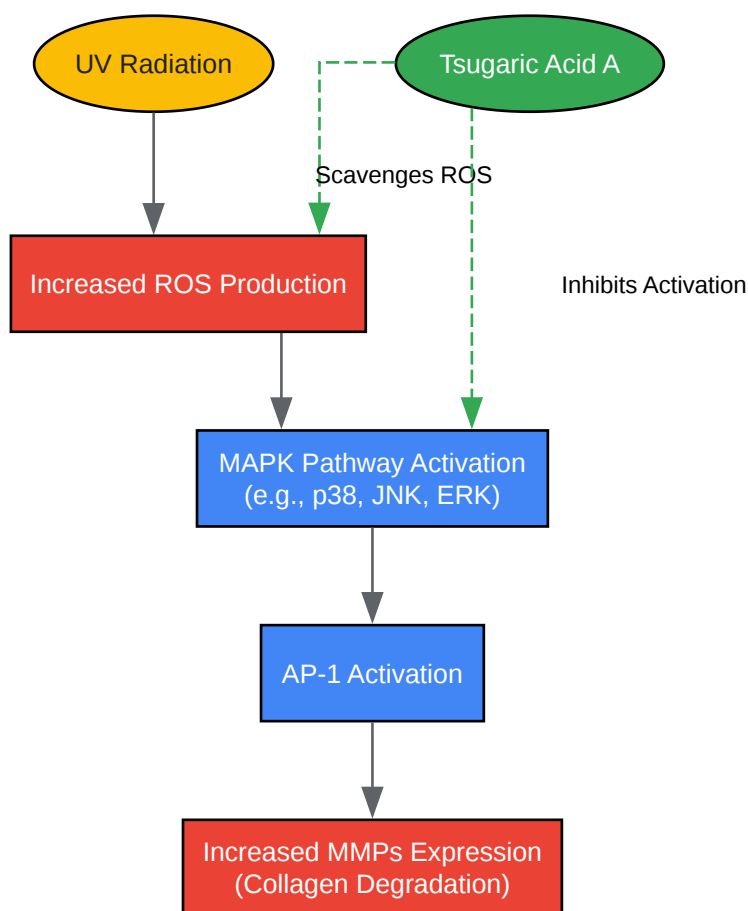 UV Radiation
Tsugaric Acid A
Scavenges ROS
Increased ROS Production
Inhibits Activation
MAPK Pathway Activation
(e.g., p38, JNK, ERK)
AP-1 Activation
Increased MMPs Expression
(Collagen Degradation)